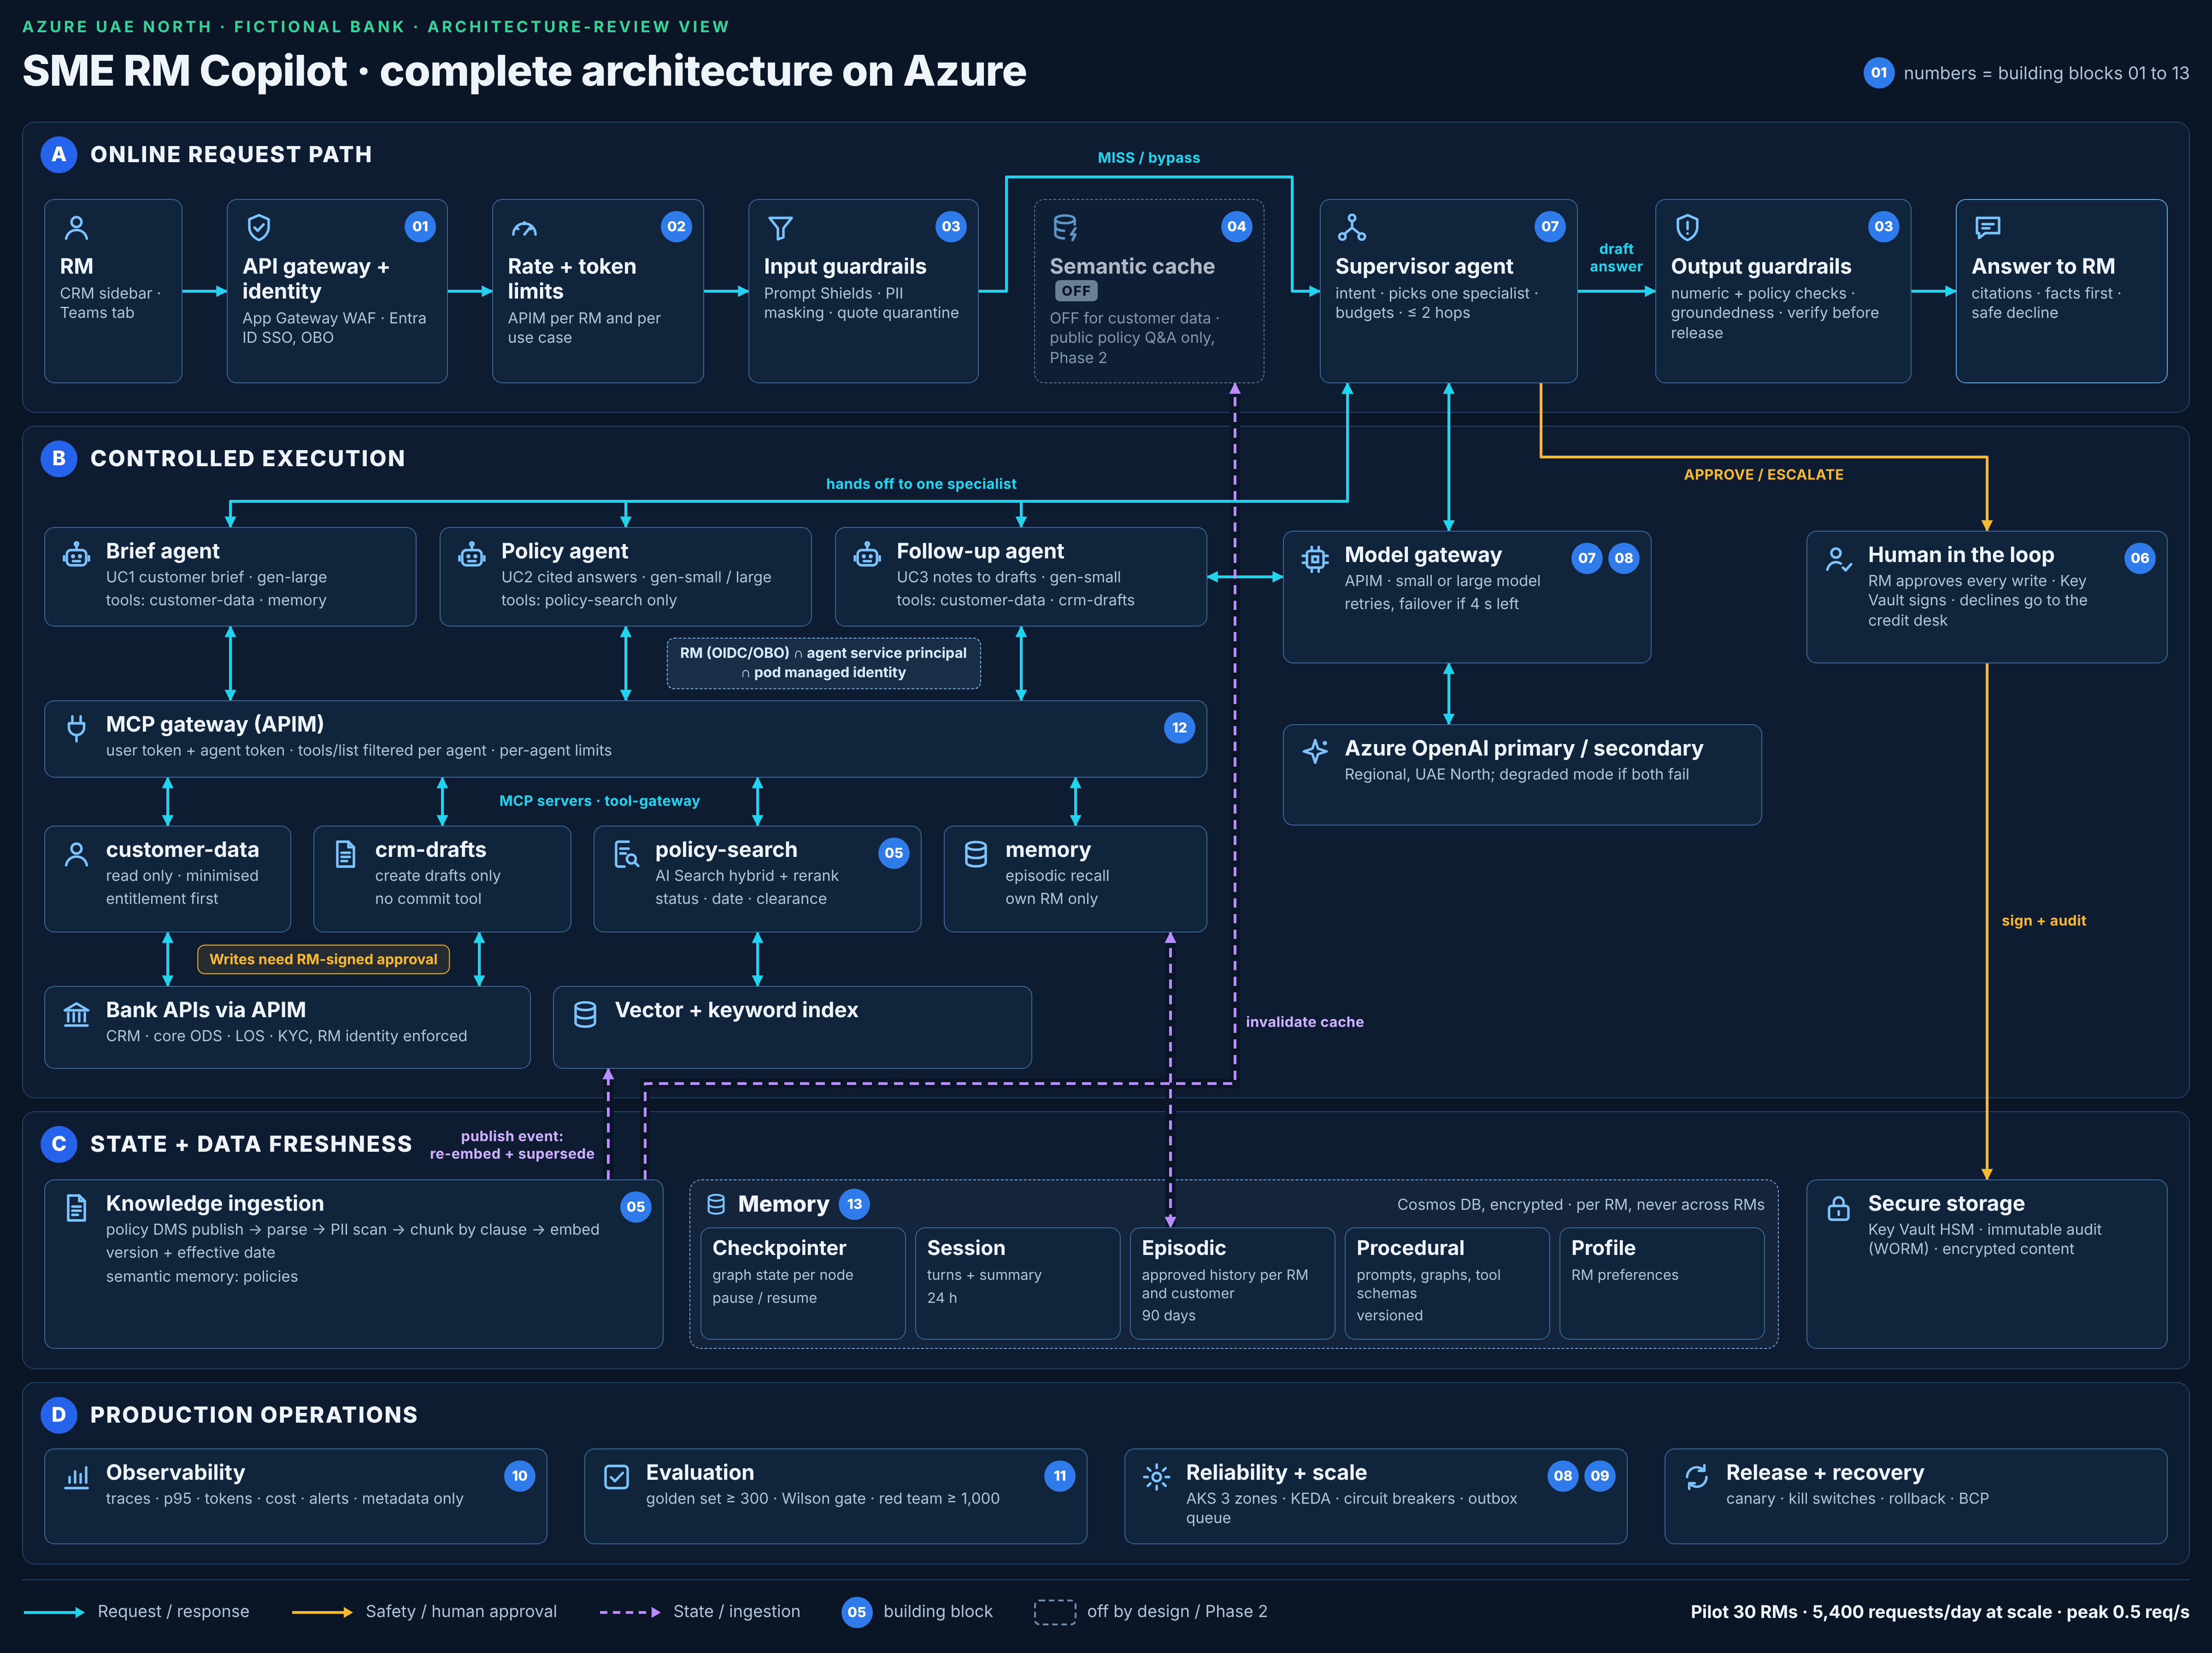 AZURE UAE NORTH · FICTIONAL BANK · ARCHITECTURE-REVIEW VIEW
SME RM Copilot · complete architecture on Azure
01 numbers = building blocks 01 to 13
A ONLINE REQUEST PATH
MISS / bypass
RM
CRM sidebar ·
Teams tab
01
API gateway +
identity
App Gateway WAF · Entra
ID SSO, OBO
02
Rate + token
limits
APIM per RM and per
use case
03
Input guardrails
Prompt Shields · PII
masking · quote quarantine
04
Semantic cache
OFF
OFF for customer data ·
public policy Q&A only,
Phase 2
07
Supervisor agent
intent · picks one specialist ·
budgets · ≤ 2 hops
draft
answer
03
Output guardrails
numeric + policy checks ·
groundedness · verify before
release
Answer to RM
citations · facts first ·
safe decline
B CONTROLLED EXECUTION
hands off to one specialist
APPROVE / ESCALATE
Brief agent
UC1 customer brief · gen-large
tools: customer-data · memory
Policy agent
UC2 cited answers · gen-small / large
tools: policy-search only
Follow-up agent
UC3 notes to drafts · gen-small
tools: customer-data · crm-drafts
Model gateway
07 08
APIM · small or large model
retries, failover if 4 s left
Human in the loop
06
RM approves every write · Key
Vault signs · declines go to the
credit desk
RM (OIDC/OBO) ∩ agent service principal
∩ pod managed identity
MCP gateway (APIM)
12
user token + agent token · tools/list filtered per agent · per-agent limits
Azure OpenAI primary / secondary
Regional, UAE North; degraded mode if both fail
MCP servers · tool-gateway
customer-data
read only · minimised
entitlement first
crm-drafts
create drafts only
no commit tool
policy-search
05
AI Search hybrid + rerank
status · date · clearance
memory
episodic recall
own RM only
sign + audit
Writes need RM-signed approval
Bank APIs via APIM
CRM · core ODS · LOS · KYC, RM identity enforced
Vector + keyword index
invalidate cache
C STATE + DATA FRESHNESS
publish event:
re-embed + supersede
Knowledge ingestion
05
policy DMS publish → parse → PII scan → chunk by clause → embed
version + effective date
semantic memory: policies
Memory 13
Cosmos DB, encrypted · per RM, never across RMs
Checkpointer
graph state per node
pause / resume
Session
turns + summary
24 h
Episodic
approved history per RM
and customer
90 days
Procedural
prompts, graphs, tool
schemas
versioned
Profile
RM preferences
Secure storage
Key Vault HSM · immutable audit
(WORM) · encrypted content
D PRODUCTION OPERATIONS
Observability
10
traces · p95 · tokens · cost · alerts · metadata only
Evaluation
11
golden set ≥ 300 · Wilson gate · red team ≥ 1,000
Reliability + scale
08 09
AKS 3 zones · KEDA · circuit breakers · outbox
queue
Release + recovery
canary · kill switches · rollback · BCP
Request / response
Safety / human approval
State / ingestion
05 building block
off by design / Phase 2
Pilot 30 RMs · 5,400 requests/day at scale · peak 0.5 req/s